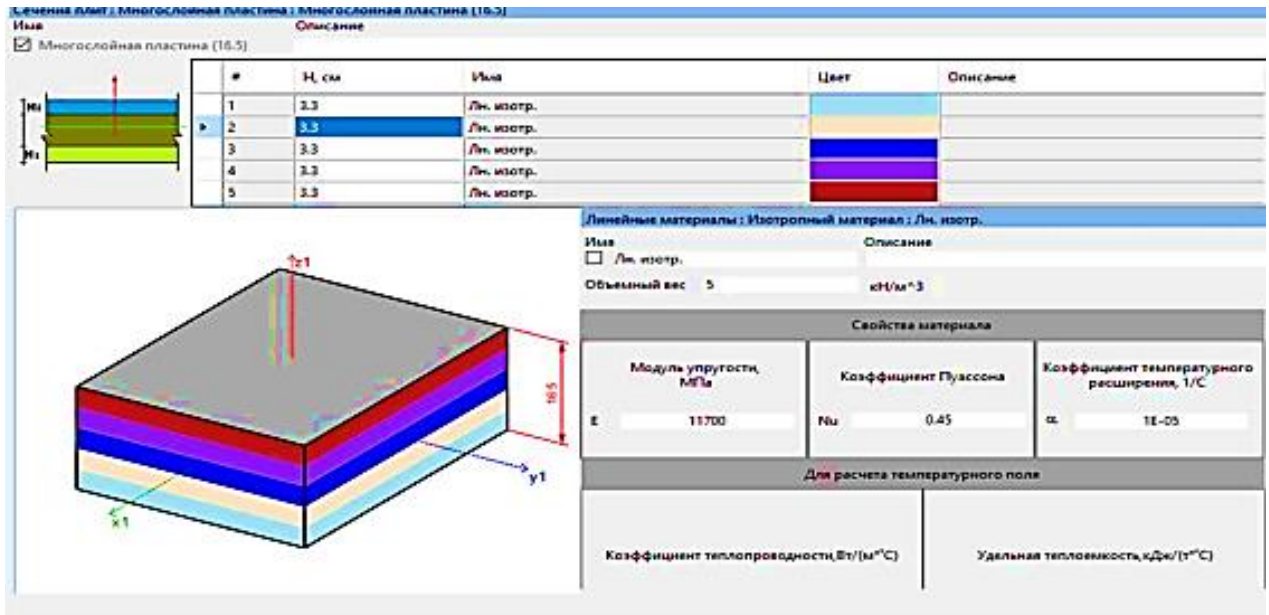 Сечения плит : Многослойная пластина : Многослойная пластина (16.5)
Имя Описание
Многослойная пластина (16.5)
# H, см Имя Цвет Описание
1 3.3 Лн. изотр.
2 3.3 Лн. изотр.
3 3.3 Лн. изотр.
4 3.3 Лн. изотр.
5 3.3 Лн. изотр.
Линейные материалы : Изотропный материал : Лн. изотр.
Имя Описание
Лн. изотр.
Объемный вес 5 кН/м^3
Свойства материала
Модуль упругости, МПа
Коэффициент Пуассона
Коэффициент температурного расширения, 1/С
E 11700 Nu 0.45 α 1E-05
Для расчета температурного поля
Коэффициент теплопроводности,Вт/(м*°С) Удельная теплоемкость,кДж/(т*°С)
z1
16.5
y1
x1